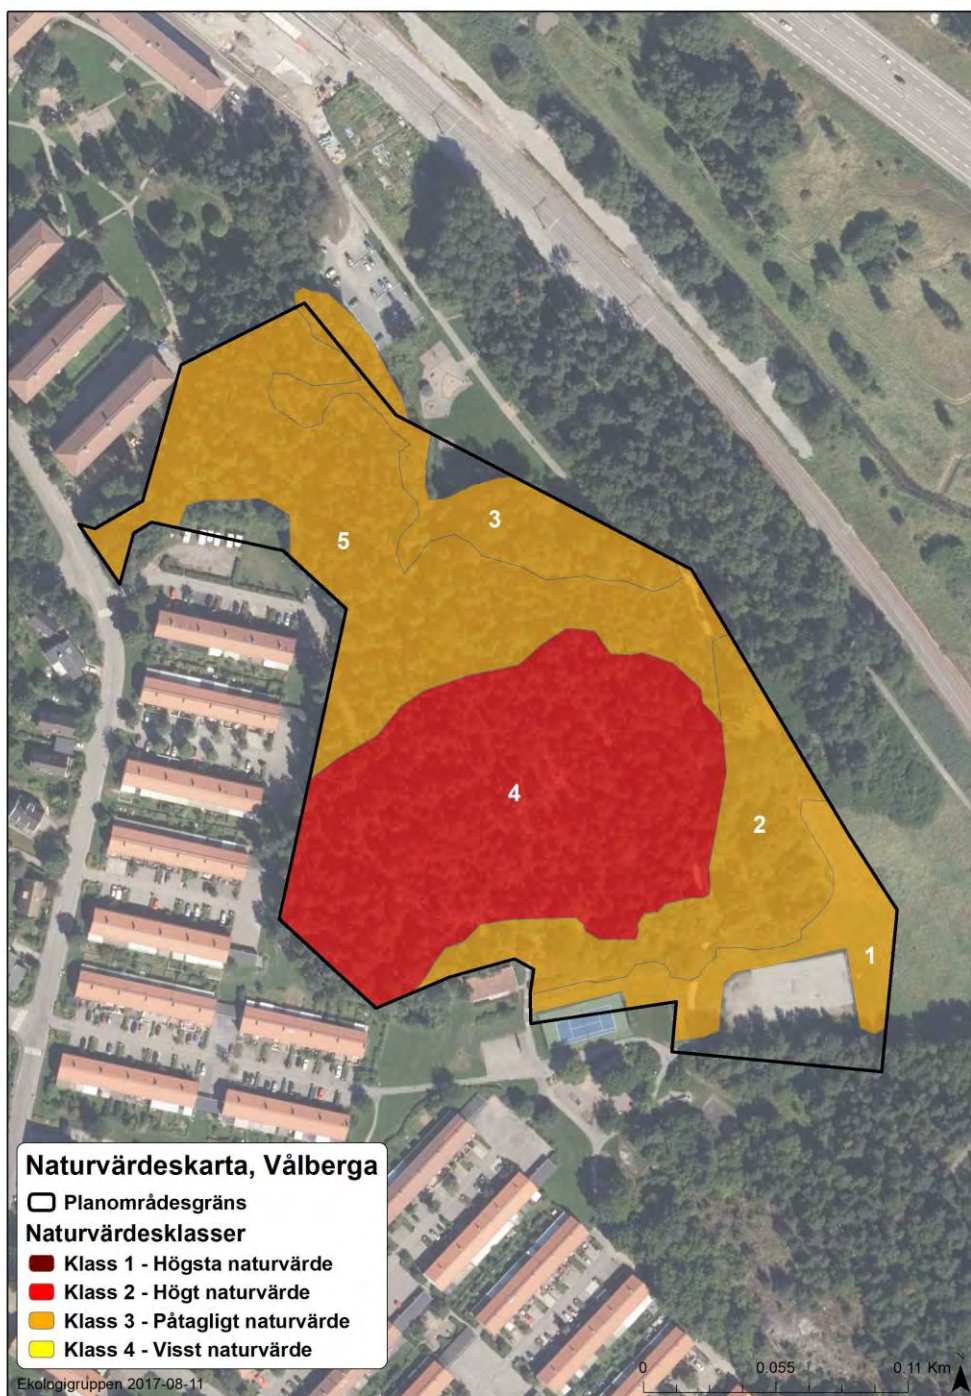 3
5
4
2
1
Naturvärdeskarta, Vålberga
Planområdesgräns
Naturvärdesklasser
Klass 1 - Högsta naturvärde
Klass 2 - Högt naturvärde
Klass 3 - Påtagligt naturvärde
Klass 4 - Visst naturvärde
Ekologigruppen 2017-08-11
0 0.055 0.11 Km